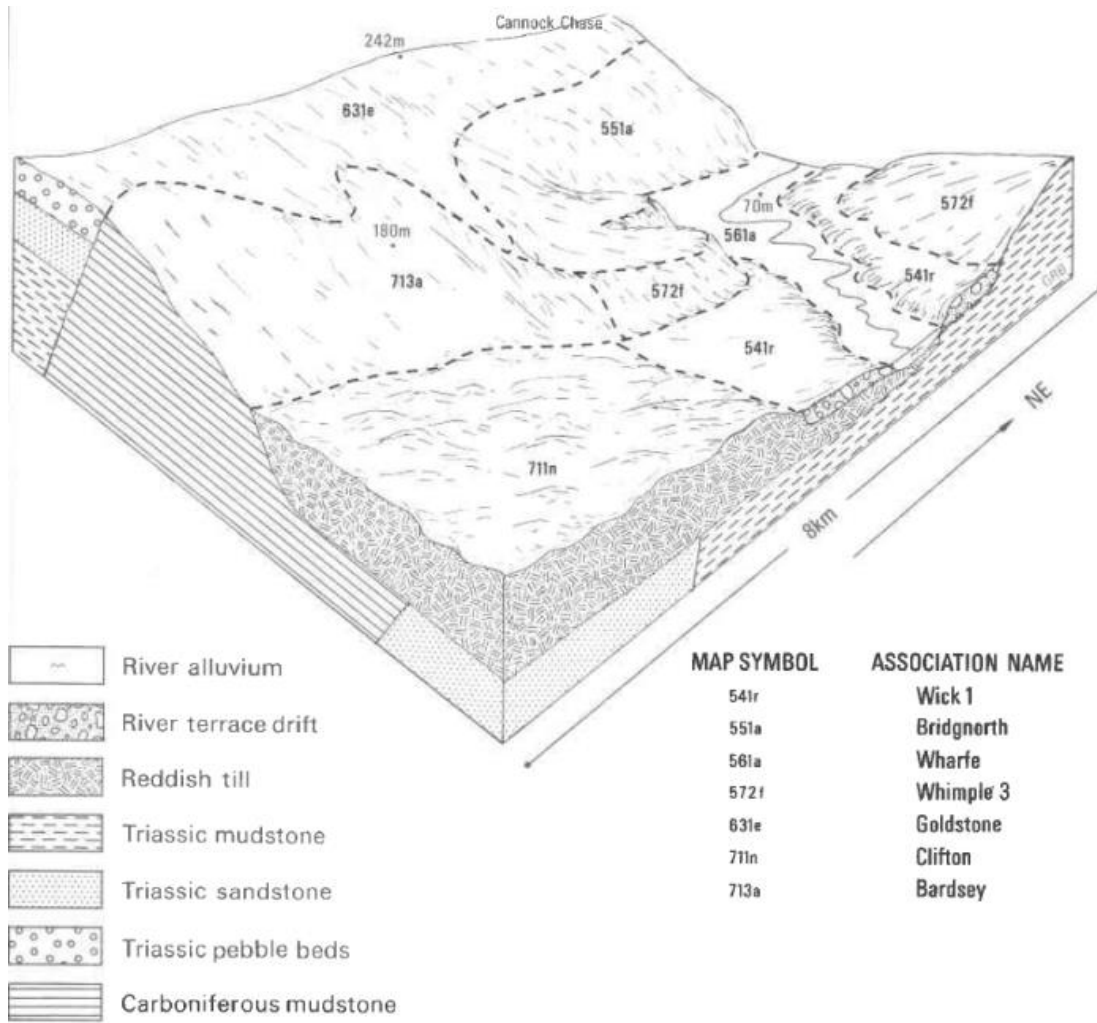 Cannock Chase
242m
631e
551a
70m
572f
561a
180m
713a
572f
541r
GRB
541r
711n
NE
8km
River alluvium
River terrace drift
Reddish till
Triassic mudstone
Triassic sandstone
Triassic pebble beds
Carboniferous mudstone
MAP SYMBOL ASSOCIATION NAME
541r Wick 1
551a Bridgnorth
561a Wharfe
572f Whimple 3
631e Goldstone
711n Clifton
713a Bardsey